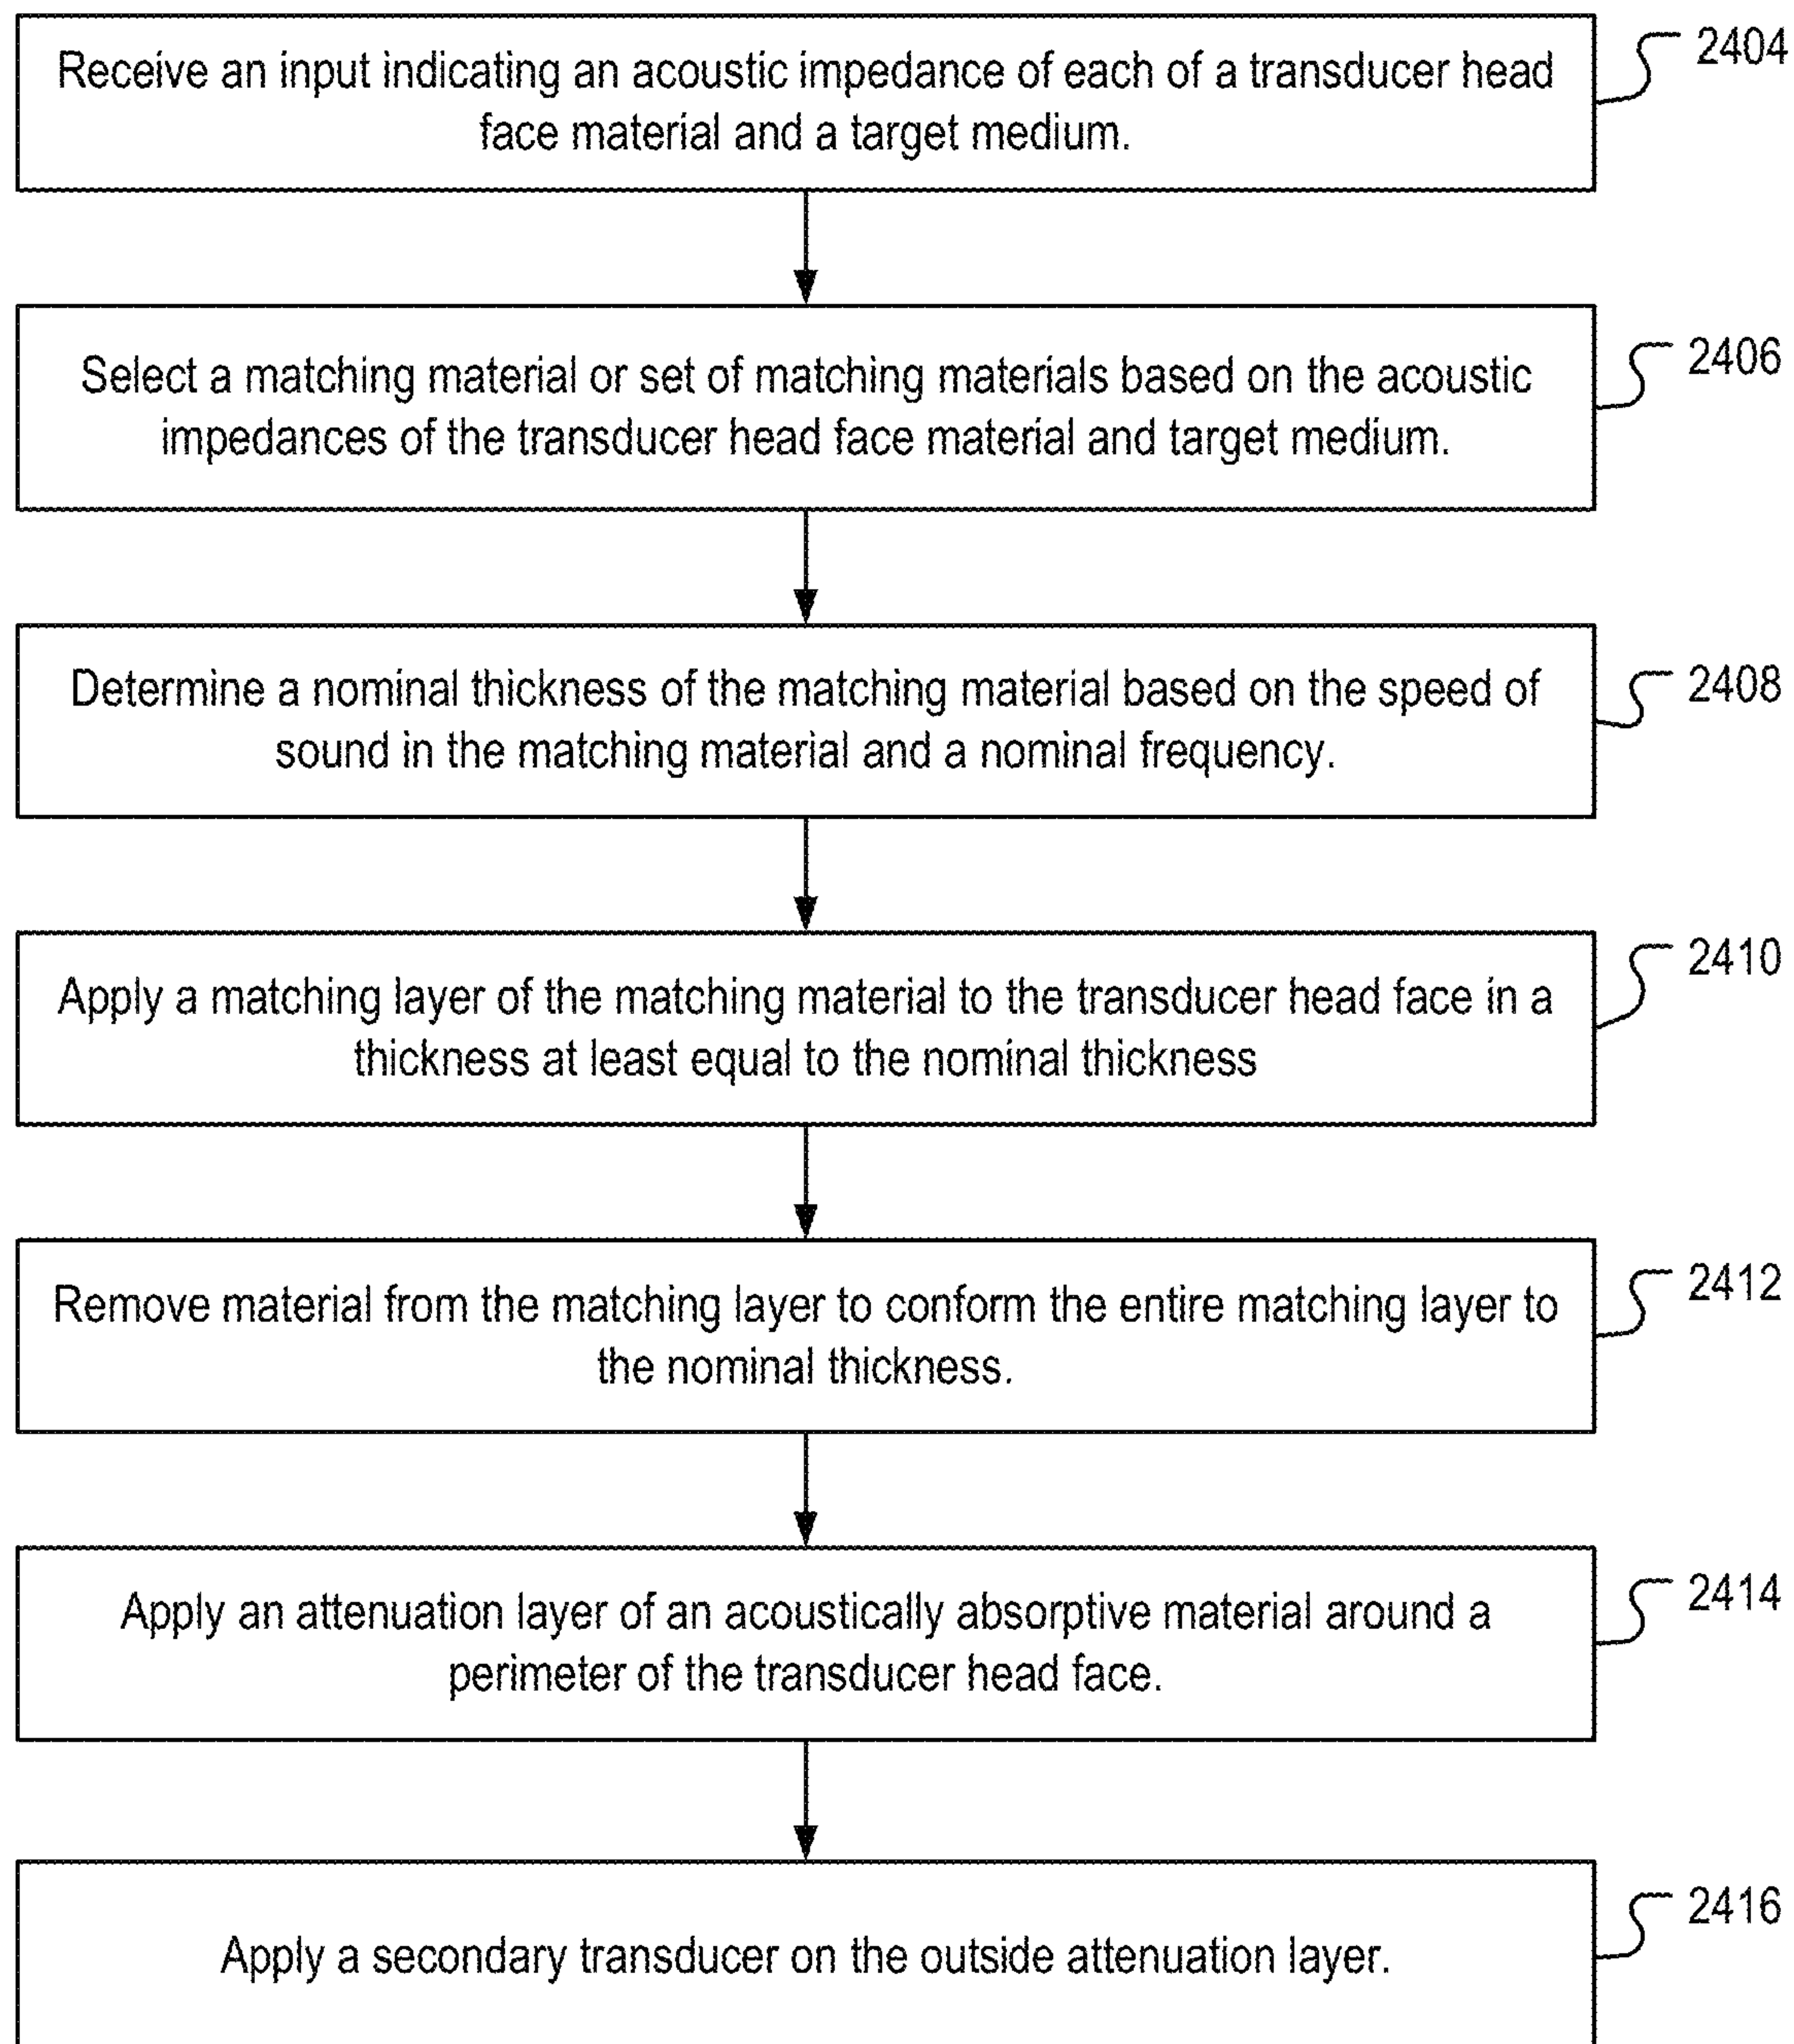 Receive an input indicating an acoustic impedance of each of a transducer head
face material and a target medium.
2404
Select a matching material or set of matching materials based on the acoustic
impedances of the transducer head face material and target medium.
2406
Determine a nominal thickness of the matching material based on the speed of
sound in the matching material and a nominal frequency.
2408
Apply a matching layer of the matching material to the transducer head face in a
thickness at least equal to the nominal thickness
2410
Remove material from the matching layer to conform the entire matching layer to
the nominal thickness.
2412
Apply an attenuation layer of an acoustically absorptive material around a
perimeter of the transducer head face.
2414
Apply a secondary transducer on the outside attenuation layer.
2416